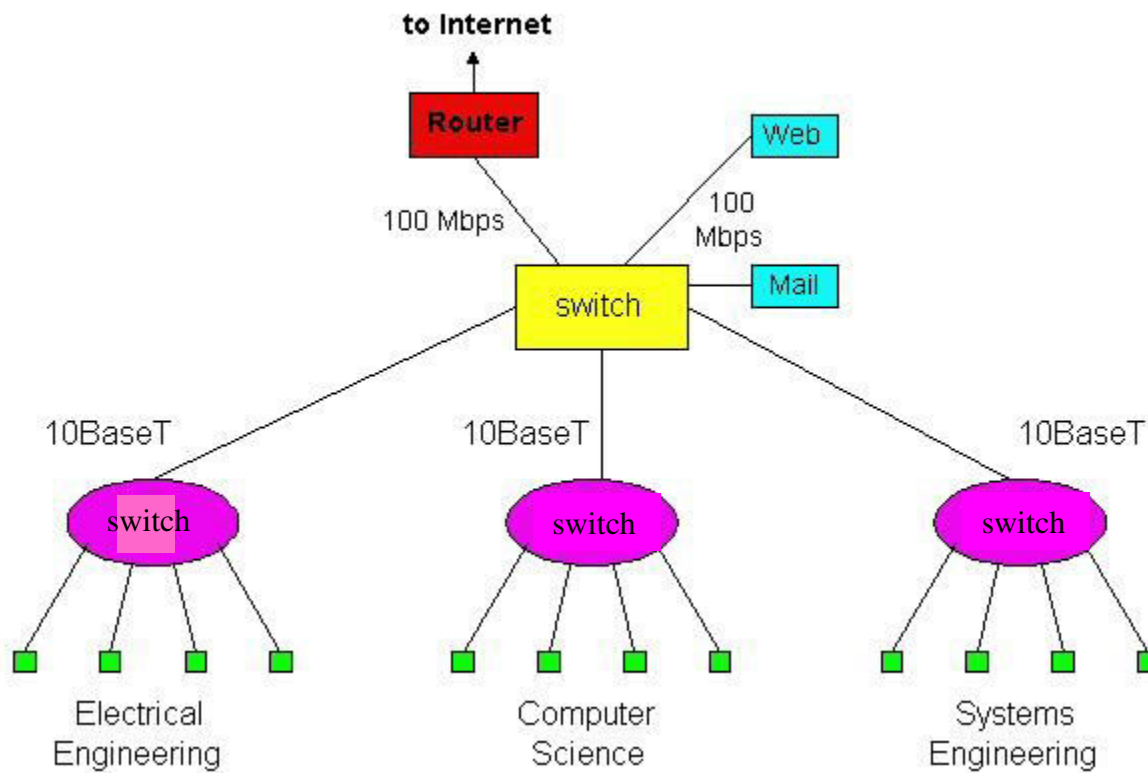 to Internet
Router
Web
100 Mbps
100
Mbps
Mail
switch
10BaseT
10BaseT
10BaseT
switch
switch
switch
Electrical
Engineering
Computer
Science
Systems
Engineering